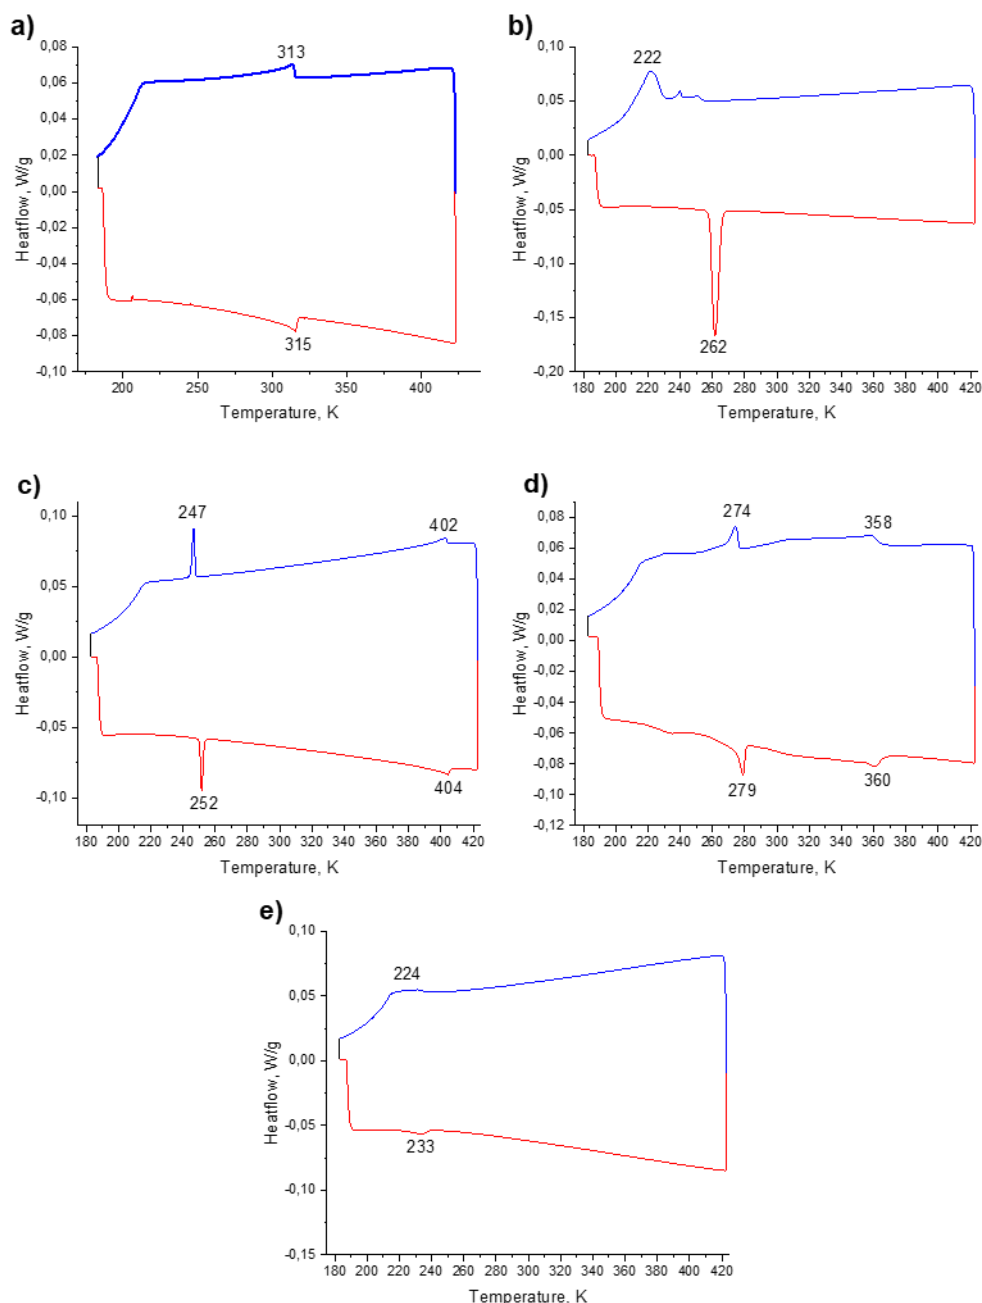 a)
0,08
0,06
0,04
0,02
0,00
-0,02
-0,04
-0,06
-0,08
-0,10
Heatflow, W/g
313
315
200 250 300 350 400
Temperature, K
b)
0,10
0,05
0,00
-0,05
-0,10
-0,15
-0,20
Heatflow, W/g
222
262
180 200 220 240 260 280 300 320 340 360 380 400 420
Temperature, K
c)
0,10
0,05
0,00
-0,05
-0,10
Heatflow, W/g
247
402
252
404
180 200 220 240 260 280 300 320 340 360 380 400 420
Temperature, K
d)
0,08
0,06
0,04
0,02
0,00
-0,02
-0,04
-0,06
-0,08
-0,10
-0,12
Heatflow, W/g
274
358
279
360
180 200 220 240 260 280 300 320 340 360 380 400 420
Temperature, K
e)
0,10
0,05
0,00
-0,05
-0,10
-0,15
Heatflow, W/g
224
233
180 200 220 240 260 280 300 320 340 360 380 400 420
Temperature, K